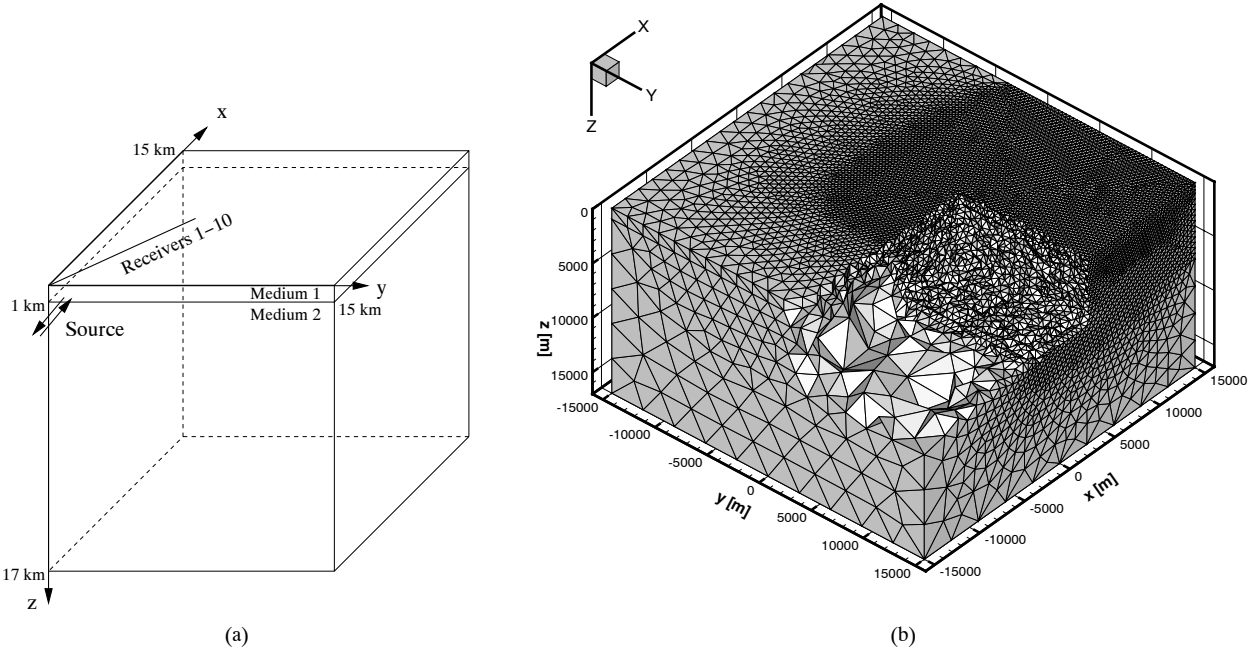 x
15 km
Receivers 1–10
y
1 km
Medium 1
Medium 2
15 km
Source
17 km
z
(a)
X
Y
Z
0
5000
10000
15000
z [m]
-15000
-10000
-5000
0
5000
10000
15000
y [m]
-15000
-10000
-5000
0
5000
10000
15000
x [m]
(b)